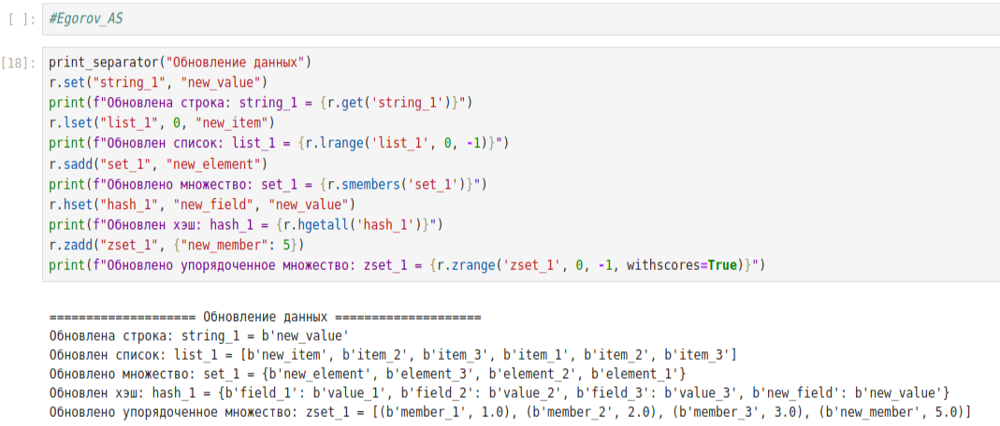 [ ]: #Egorov_AS
[18]: print_separator("Обновление данных")
r.set("string_1", "new_value")
print(f"Обновлена строка: string_1 = {r.get('string_1')}")
r.lset("list_1", 0, "new_item")
print(f"Обновлен список: list_1 = {r.lrange('list_1', 0, -1)}")
r.sadd("set_1", "new_element")
print(f"Обновлено множество: set_1 = {r.smembers('set_1')}")
r.hset("hash_1", "new_field", "new_value")
print(f"Обновлен хэш: hash_1 = {r.hgetall('hash_1')}")
r.zadd("zset_1", {"new_member": 5})
print(f"Обновлено упорядоченное множество: zset_1 = {r.zrange('zset_1', 0, -1, withscores=True)}")
==================== Обновление данных ====================
Обновлена строка: string_1 = b'new_value'
Обновлен список: list_1 = [b'new_item', b'item_2', b'item_3', b'item_1', b'item_2', b'item_3']
Обновлено множество: set_1 = {b'new_element', b'element_3', b'element_2', b'element_1'}
Обновлен хэш: hash_1 = {b'field_1': b'value_1', b'field_2': b'value_2', b'field_3': b'value_3', b'new_field': b'new_value'}
Обновлено упорядоченное множество: zset_1 = [(b'member_1', 1.0), (b'member_2', 2.0), (b'member_3', 3.0), (b'new_member', 5.0)]